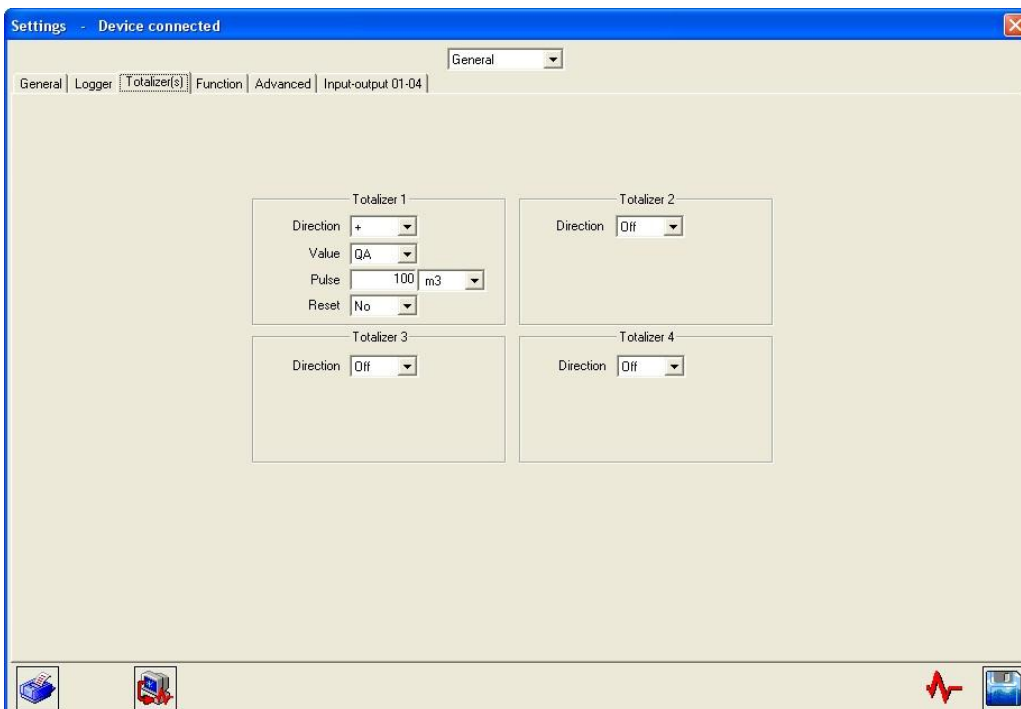 Settings - Device connected
General
General Logger Totalizer(s) Function Advanced Input-output 01-04
Totalizer 1
Direction +
Value QA
Pulse 100 m3
Reset No
Totalizer 2
Direction Off
Totalizer 3
Direction Off
Totalizer 4
Direction Off